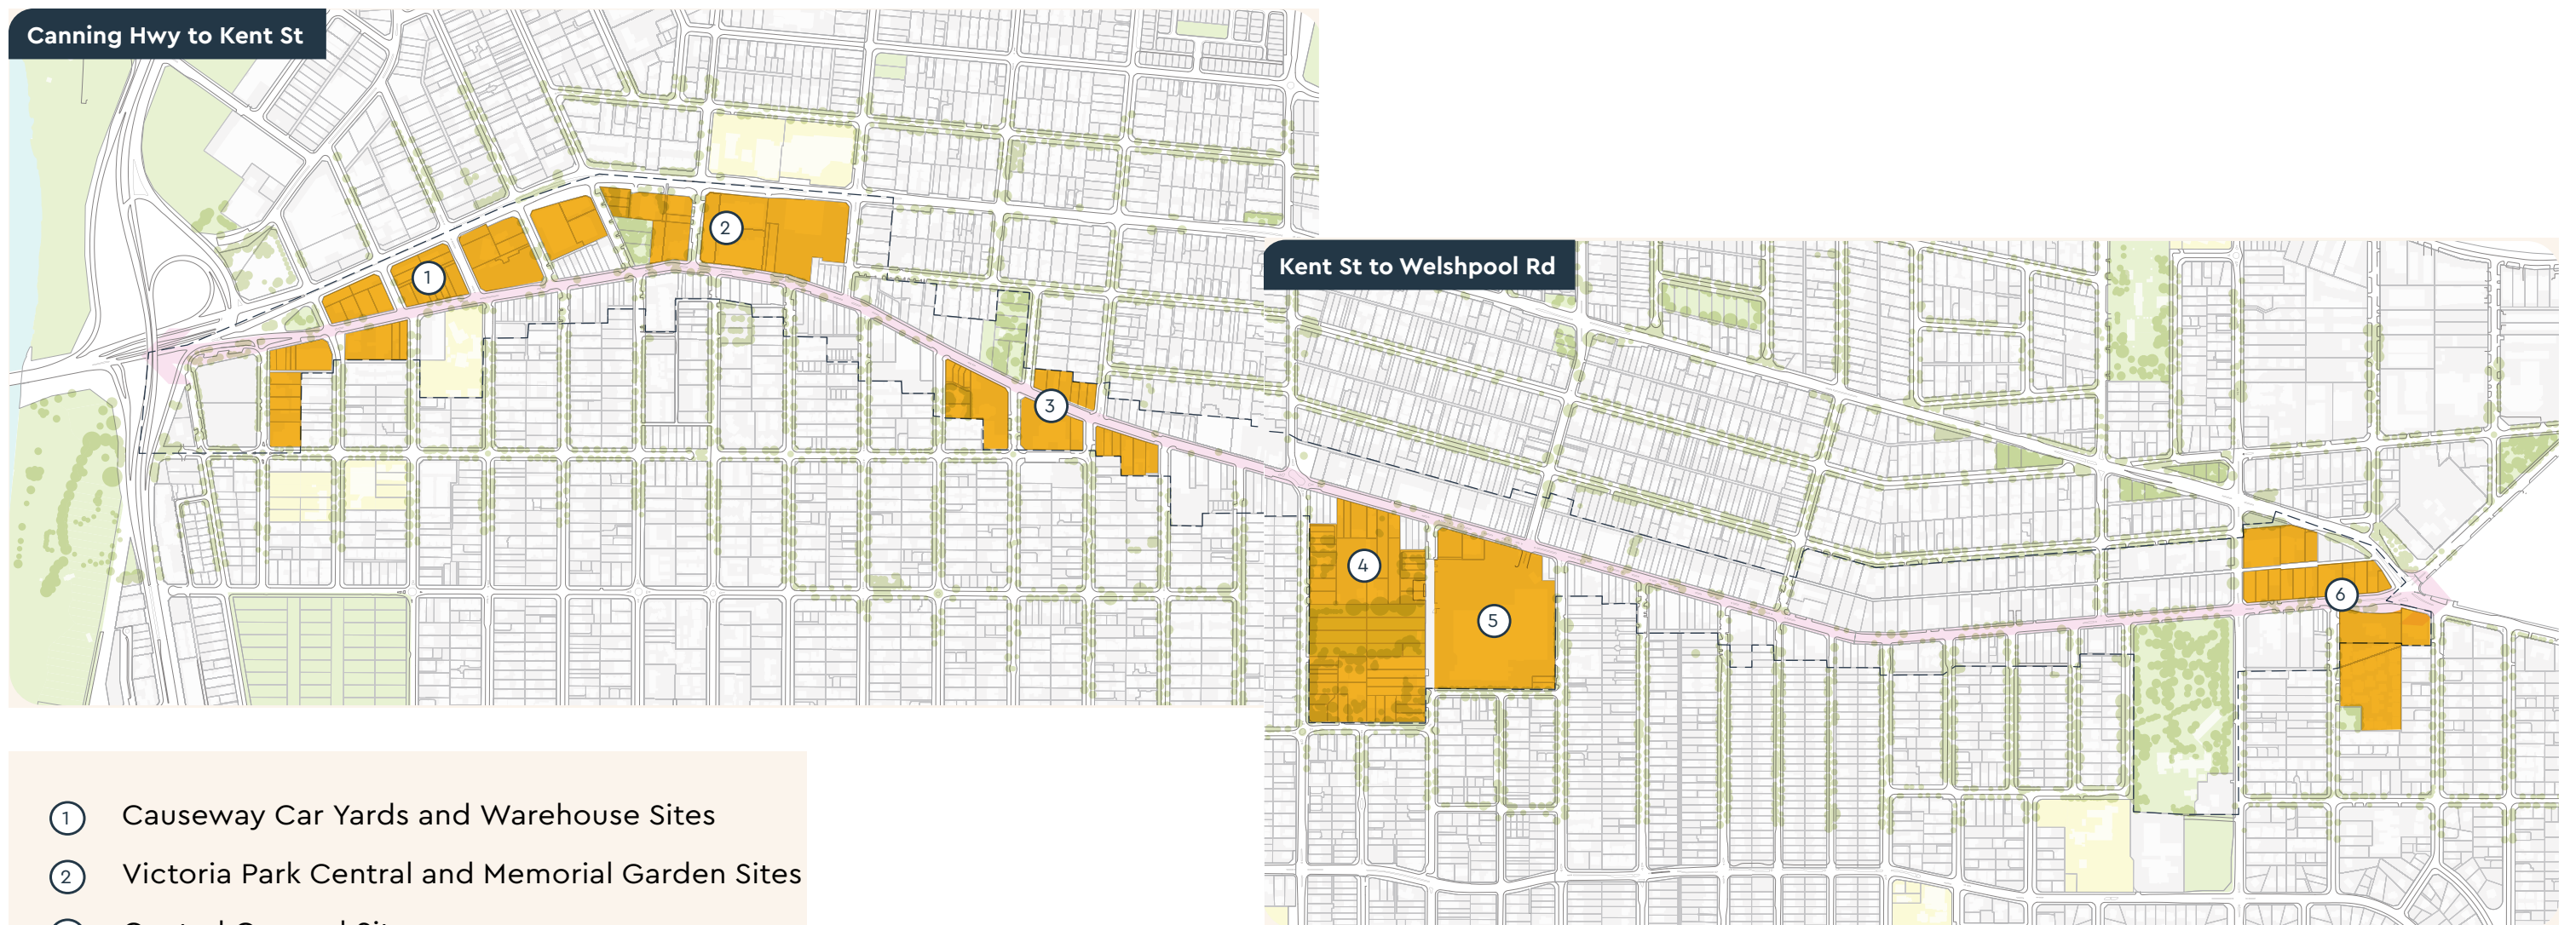 Canning Hwy to Kent St
2
1
3
Kent St to Welshpool Rd
4
5
6
1 Causeway Car Yards and Warehouse Sites
2 Victoria Park Central and Memorial Garden Sites